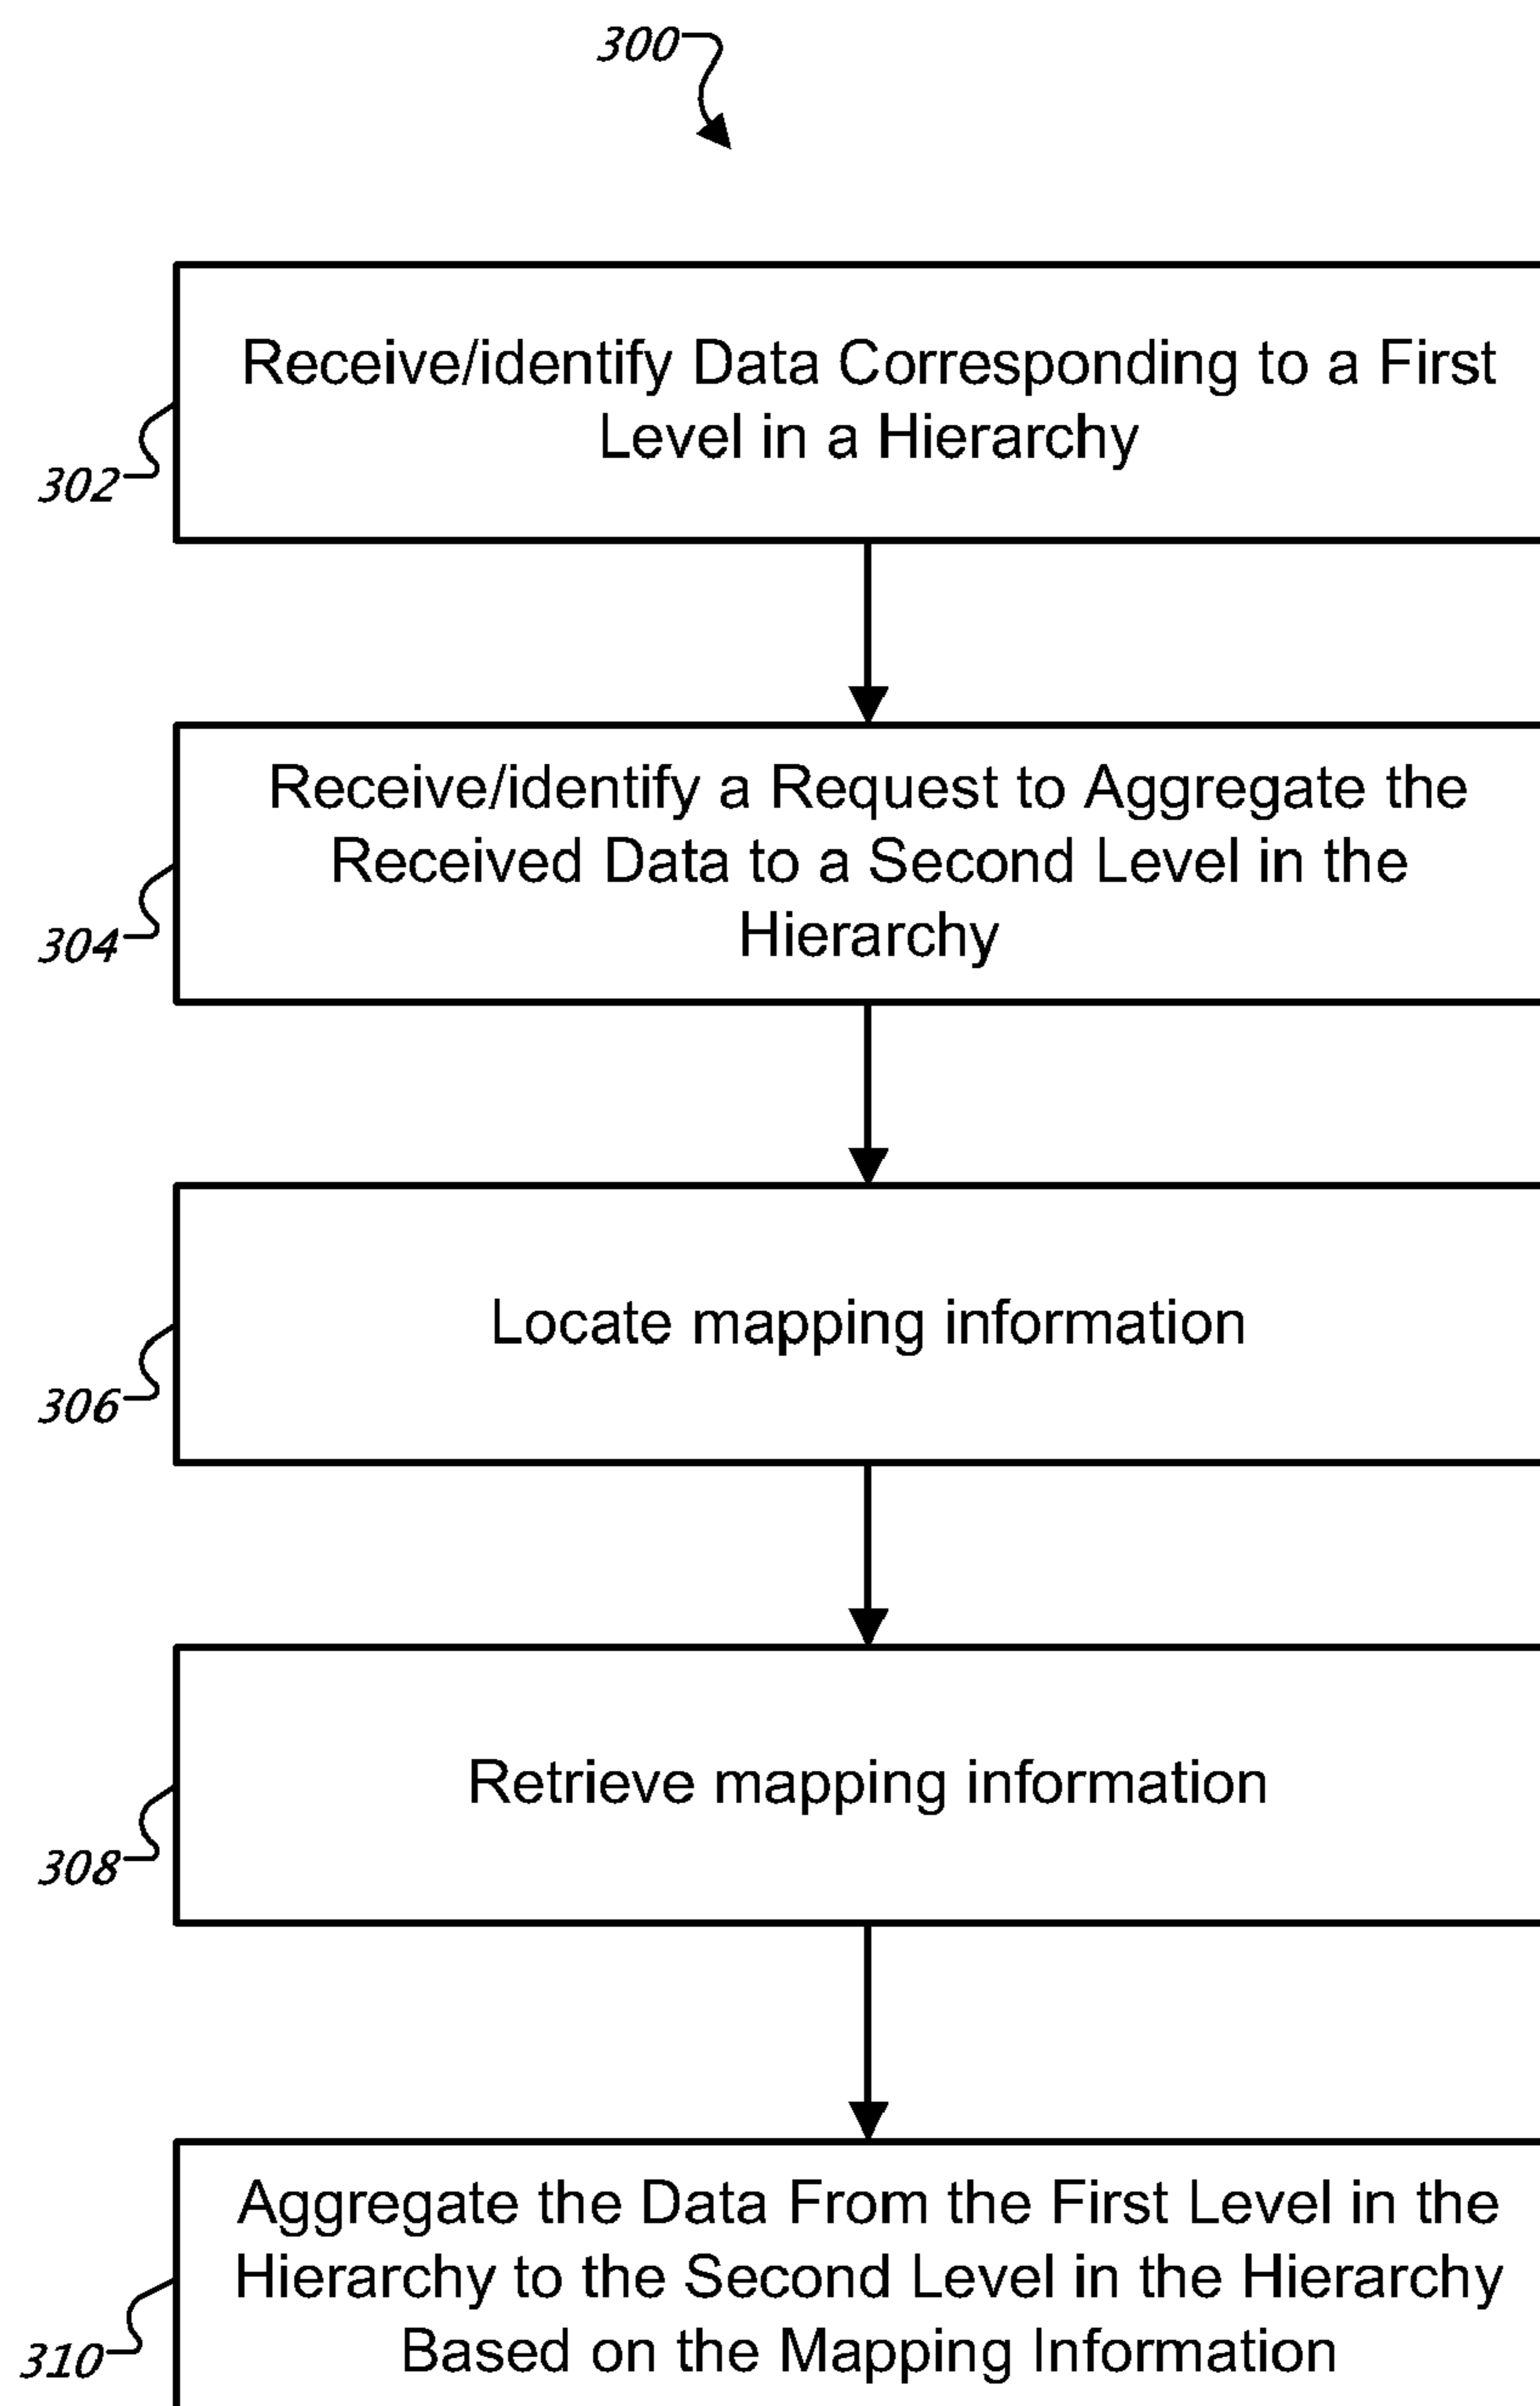 300
Receive/identify Data Corresponding to a First
Level in a Hierarchy
302
Receive/identify a Request to Aggregate the
Received Data to a Second Level in the
Hierarchy
304
Locate mapping information
306
Retrieve mapping information
308
Aggregate the Data From the First Level in the
Hierarchy to the Second Level in the Hierarchy
Based on the Mapping Information
310